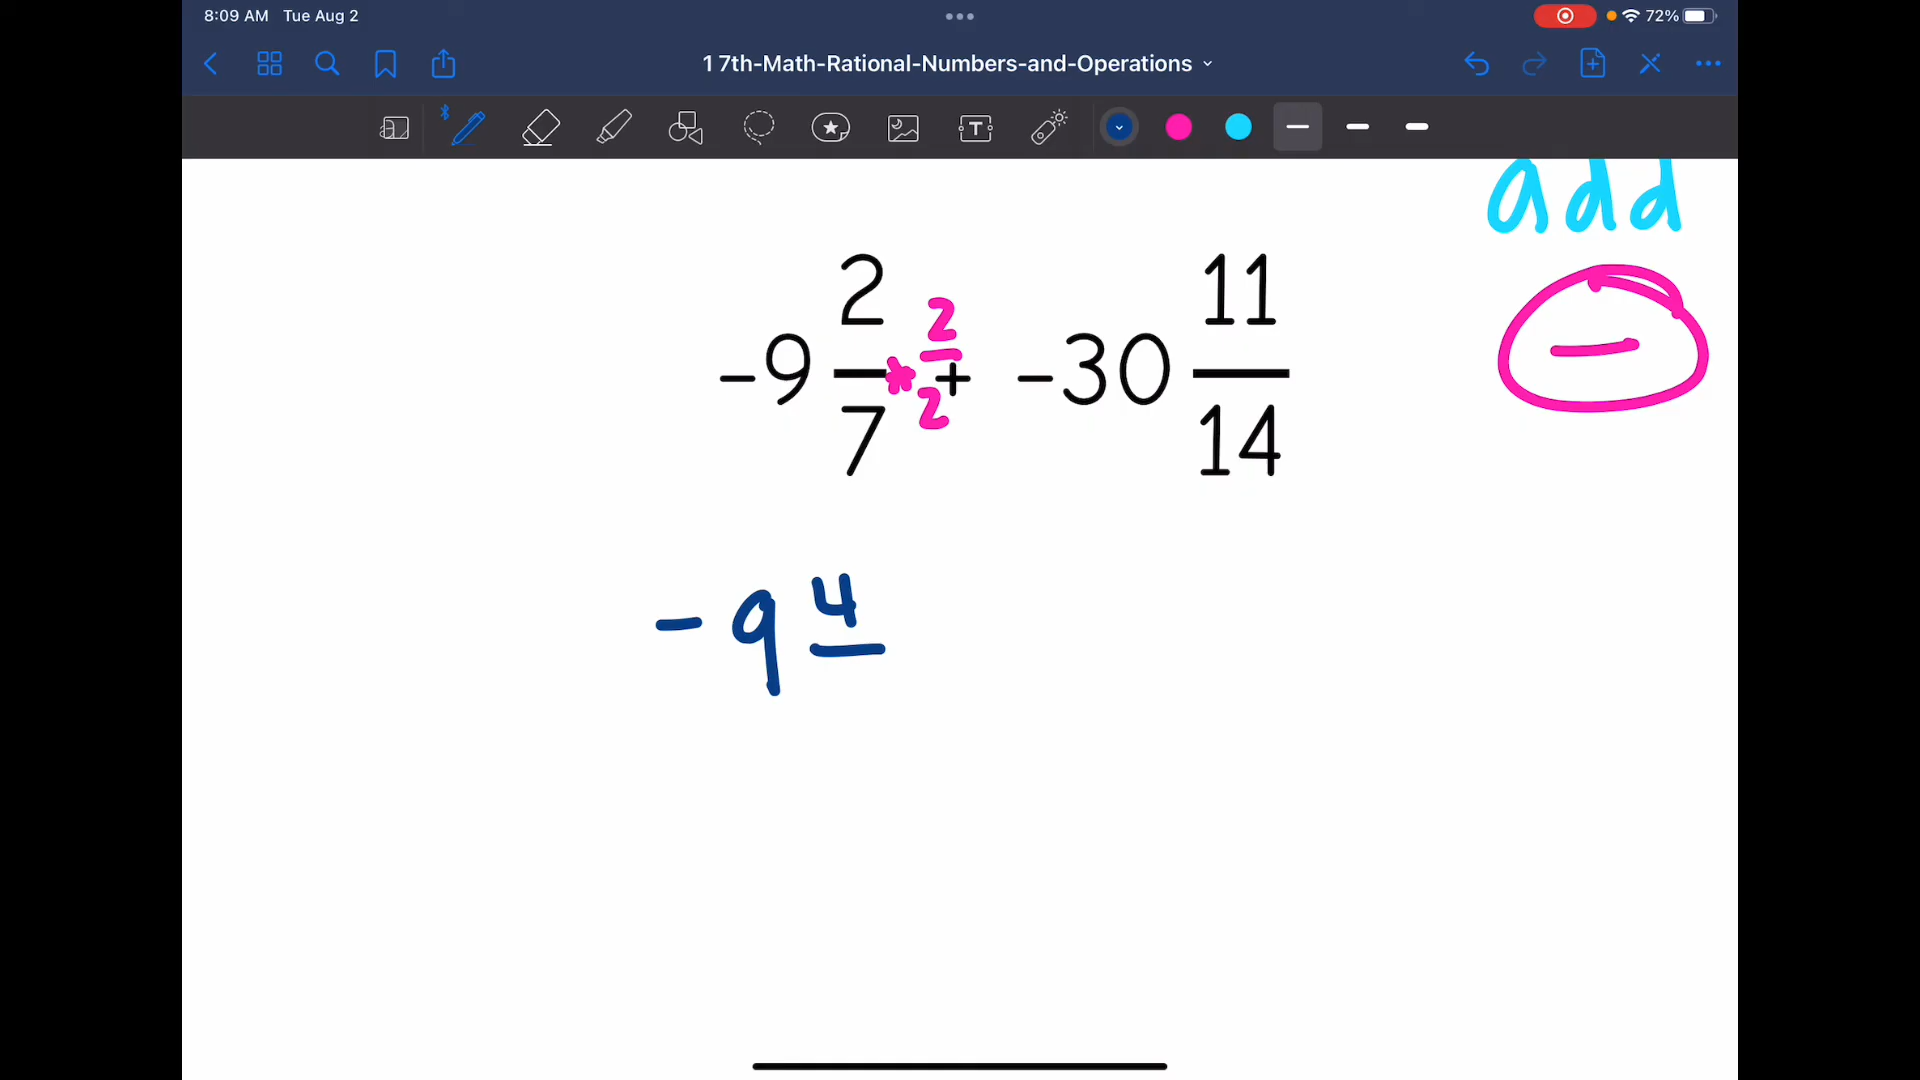 8:09 AM Tue Aug 2 72%
1 7th-Math-Rational-Numbers-and-Operations
add
-9 2/7 * 2/2 + -30 11/14
-
- 9 4/